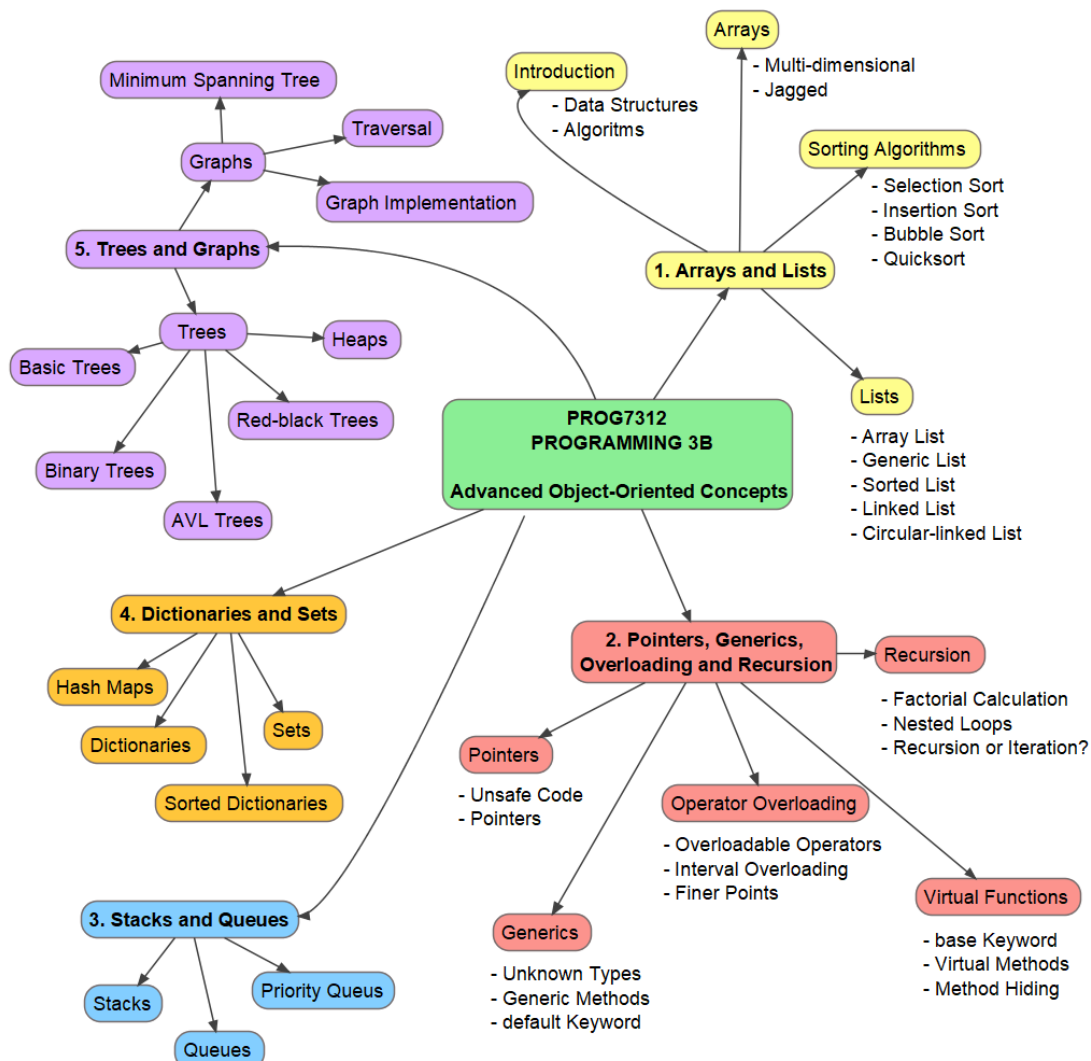 PROG7312
PROGRAMMING 3B
Advanced Object-Oriented Concepts
1. Arrays and Lists
Introduction
- Data Structures
- Algoritms
Arrays
- Multi-dimensional
- Jagged
Sorting Algorithms
- Selection Sort
- Insertion Sort
- Bubble Sort
- Quicksort
Lists
- Array List
- Generic List
- Sorted List
- Linked List
- Circular-linked List
2. Pointers, Generics,
Overloading and Recursion
Recursion
- Factorial Calculation
- Nested Loops
- Recursion or Iteration?
Pointers
- Unsafe Code
- Pointers
Operator Overloading
- Overloadable Operators
- Interval Overloading
- Finer Points
Generics
- Unknown Types
- Generic Methods
- default Keyword
Virtual Functions
- base Keyword
- Virtual Methods
- Method Hiding
3. Stacks and Queues
Stacks
Queues
Priority Queus
4. Dictionaries and Sets
Hash Maps
Dictionaries
Sorted Dictionaries
Sets
5. Trees and Graphs
Graphs
Minimum Spanning Tree
Traversal
Graph Implementation
Trees
Basic Trees
Binary Trees
AVL Trees
Red-black Trees
Heaps